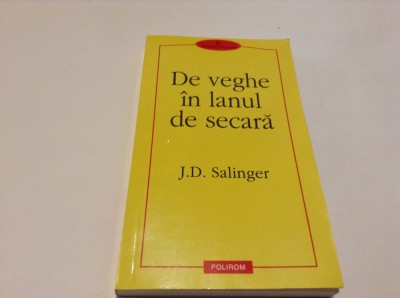 De veghe
în lanul
de secară
J.D. Salinger
POLIROM